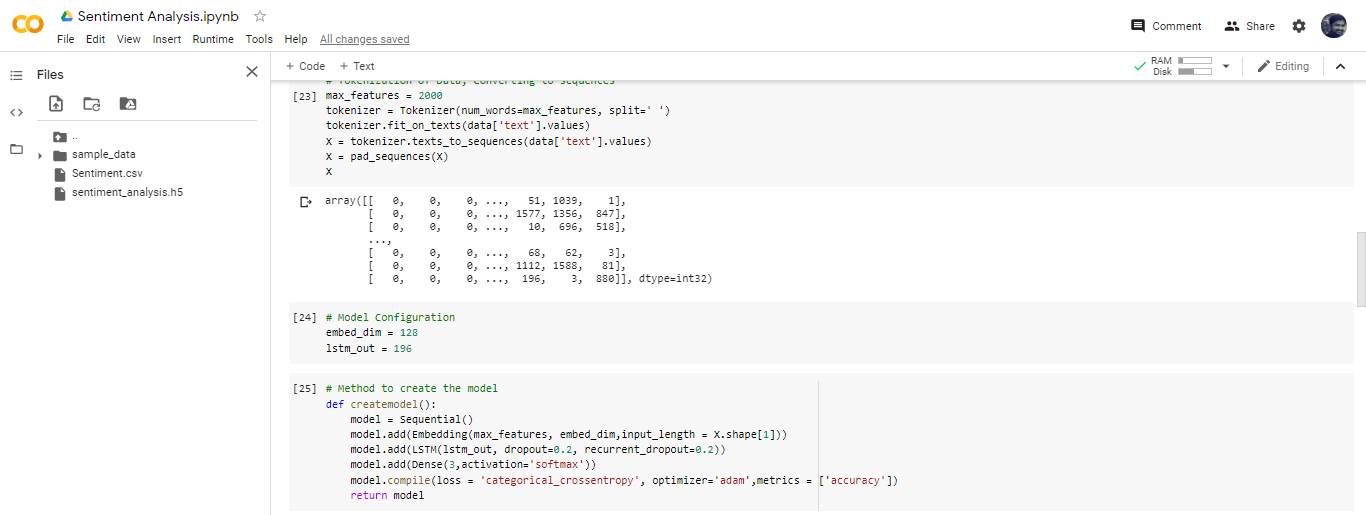 Sentiment Analysis.ipynb
File Edit View Insert Runtime Tools Help All changes saved
Comment Share
Files
+ Code + Text
RAM
Disk
Editing
..
sample_data
Sentiment.csv
sentiment_analysis.h5
# Tokenization of Data, Converting to sequences
[23] max_features = 2000
tokenizer = Tokenizer(num_words=max_features, split=' ')
tokenizer.fit_on_texts(data['text'].values)
X = tokenizer.texts_to_sequences(data['text'].values)
X = pad_sequences(X)
X
array([[ 0, 0, 0, ..., 51, 1039, 1],
[ 0, 0, 0, ..., 1577, 1356, 847],
[ 0, 0, 0, ..., 10, 696, 518],
...,
[ 0, 0, 0, ..., 68, 62, 3],
[ 0, 0, 0, ..., 1112, 1588, 81],
[ 0, 0, 0, ..., 196, 3, 880]], dtype=int32)
[24] # Model Configuration
embed_dim = 128
lstm_out = 196
[25] # Method to create the model
def createmodel():
model = Sequential()
model.add(Embedding(max_features, embed_dim,input_length = X.shape[1]))
model.add(LSTM(lstm_out, dropout=0.2, recurrent_dropout=0.2))
model.add(Dense(3,activation='softmax'))
model.compile(loss = 'categorical_crossentropy', optimizer='adam',metrics = ['accuracy'])
return model